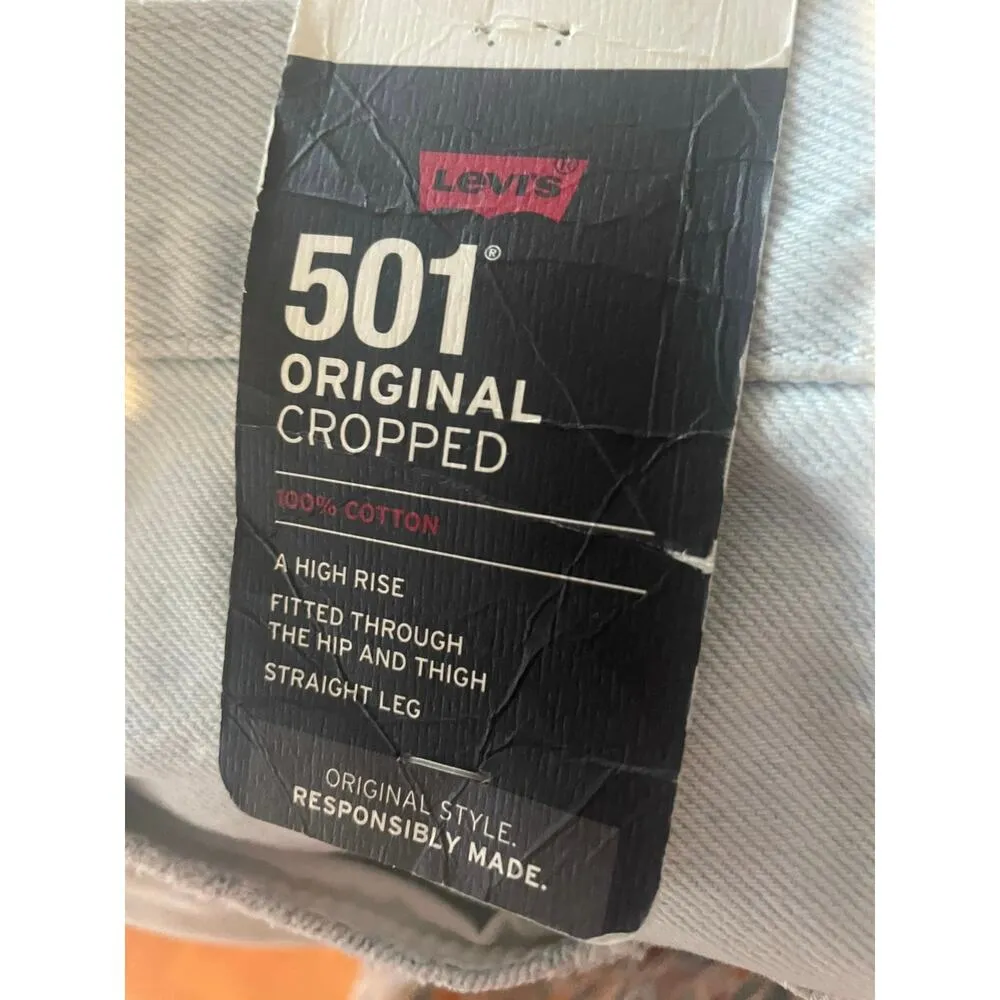 LEVI'S®
501®
ORIGINAL
CROPPED
100% COTTON
A HIGH RISE
FITTED THROUGH
THE HIP AND THIGH
STRAIGHT LEG
ORIGINAL STYLE.
RESPONSIBLY MADE.